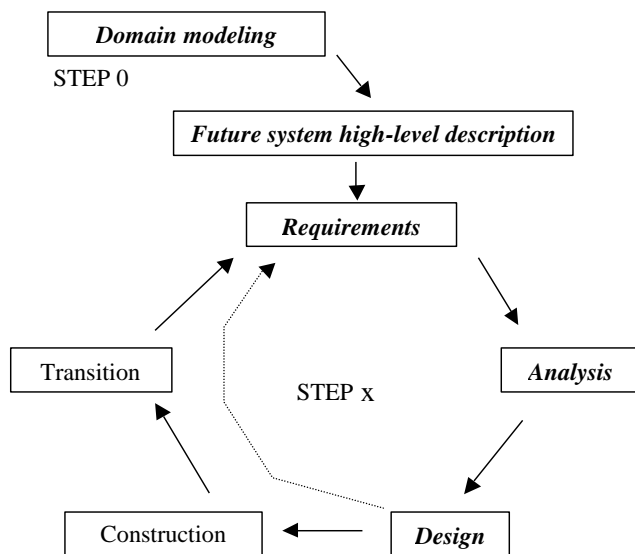 Domain modeling
STEP 0
Future system high-level description
Requirements
Transition
Analysis
STEP x
Construction
Design